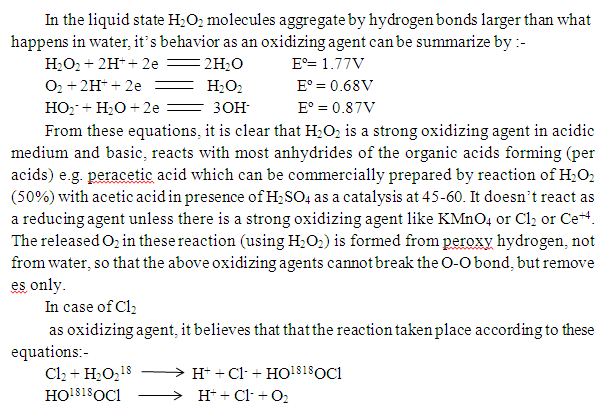 In the liquid state H₂O₂ molecules aggregate by hydrogen bonds larger than what
happens in water, it's behavior as an oxidizing agent can be summarize by :-
H₂O₂ + 2H⁺ + 2e ⇌ 2H₂O E°= 1.77V
O₂ + 2H⁺ + 2e ⇌ H₂O₂ E° = 0.68V
HO₂⁻ + H₂O + 2e ⇌ 3OH⁻ E° = 0.87V
From these equations, it is clear that H₂O₂ is a strong oxidizing agent in acidic
medium and basic, reacts with most anhydrides of the organic acids forming (per
acids) e.g. peracetic acid which can be commercially prepared by reaction of H₂O₂
(50%) with acetic acid in presence of H₂SO₄ as a catalysis at 45-60. It doesn't react as
a reducing agent unless there is a strong oxidizing agent like KMnO₄ or Cl₂ or Ce⁺⁴.
The released O₂ in these reaction (using H₂O₂) is formed from peroxy hydrogen, not
from water, so that the above oxidizing agents cannot break the O-O bond, but remove
es only.
In case of Cl₂
as oxidizing agent, it believes that that the reaction taken place according to these
equations:-
Cl₂ + H₂O₂¹⁸ → H⁺ + Cl⁻ + HO¹⁸¹⁸OCl
HO¹⁸¹⁸OCl → H⁺ + Cl⁻ + O₂